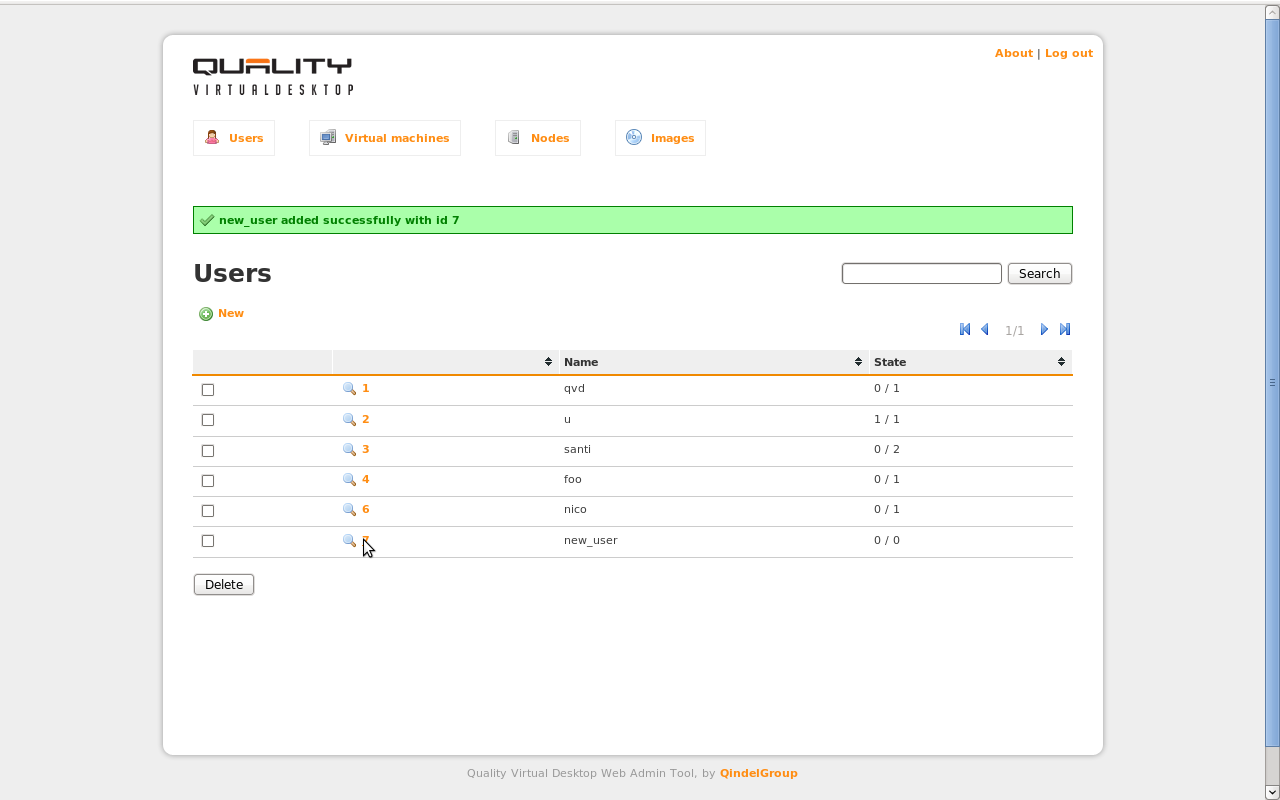 About | Log out
QUALITY
VIRTUALDESKTOP
Users
Virtual machines
Nodes
Images
new_user added successfully with id 7
Users
Search
New
1/1
Name State
1 qvd 0 / 1
2 u 1 / 1
3 santi 0 / 2
4 foo 0 / 1
6 nico 0 / 1
new_user 0 / 0
Delete
Quality Virtual Desktop Web Admin Tool, by QindelGroup